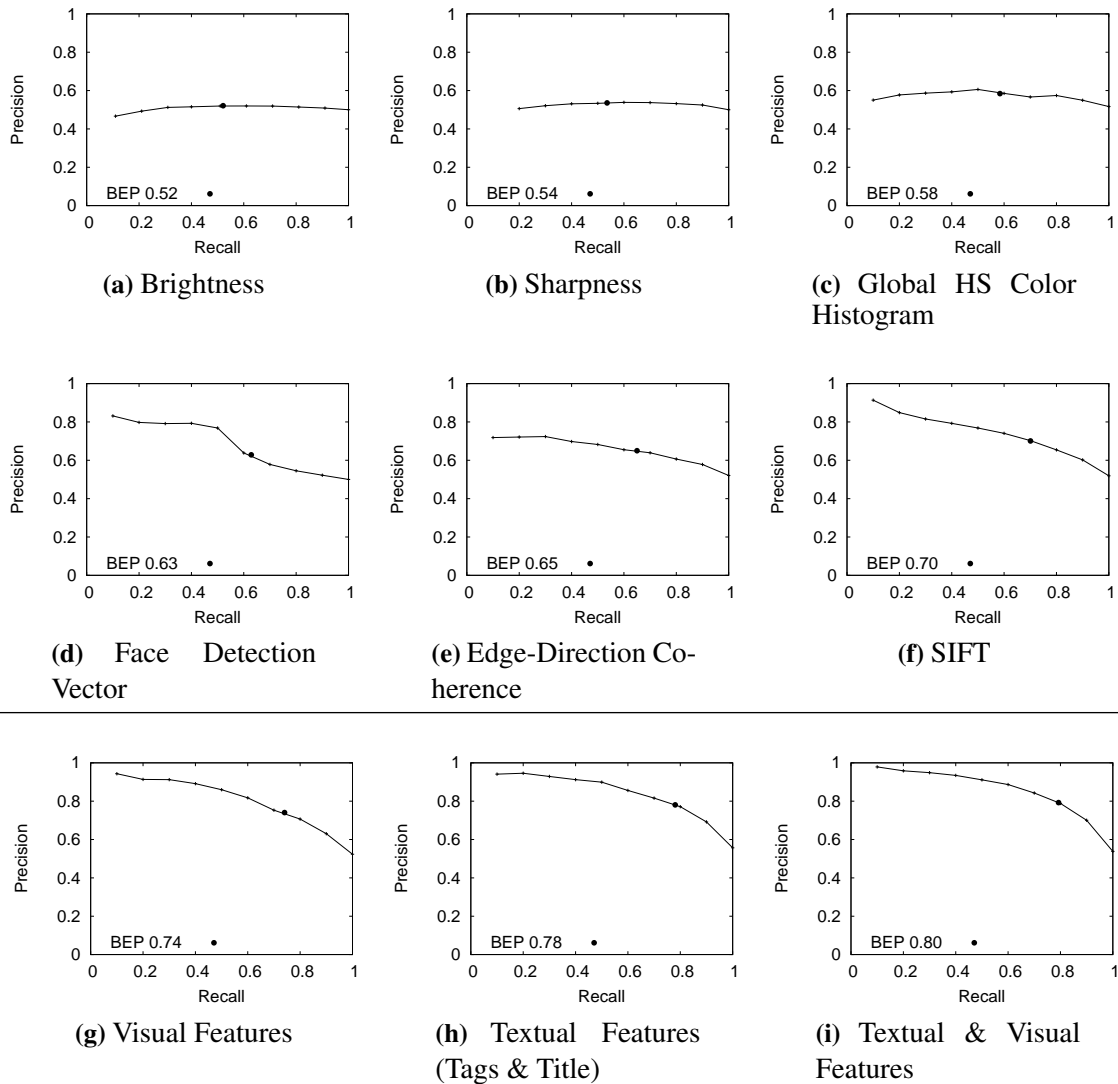 1
0.8
0.6
0.4
0.2
0
Precision
BEP 0.52
0 0.2 0.4 0.6 0.8 1
Recall
(a) Brightness
1
0.8
0.6
0.4
0.2
0
Precision
BEP 0.54
0 0.2 0.4 0.6 0.8 1
Recall
(b) Sharpness
1
0.8
0.6
0.4
0.2
0
Precision
BEP 0.58
0 0.2 0.4 0.6 0.8 1
Recall
(c) Global HS Color
Histogram
1
0.8
0.6
0.4
0.2
0
Precision
BEP 0.63
0 0.2 0.4 0.6 0.8 1
Recall
(d) Face Detection
Vector
1
0.8
0.6
0.4
0.2
0
Precision
BEP 0.65
0 0.2 0.4 0.6 0.8 1
Recall
(e) Edge-Direction Co-
herence
1
0.8
0.6
0.4
0.2
0
Precision
BEP 0.70
0 0.2 0.4 0.6 0.8 1
Recall
(f) SIFT
1
0.8
0.6
0.4
0.2
0
Precision
BEP 0.74
0 0.2 0.4 0.6 0.8 1
Recall
(g) Visual Features
1
0.8
0.6
0.4
0.2
0
Precision
BEP 0.78
0 0.2 0.4 0.6 0.8 1
Recall
(h) Textual Features
(Tags & Title)
1
0.8
0.6
0.4
0.2
0
Precision
BEP 0.80
0 0.2 0.4 0.6 0.8 1
Recall
(i) Textual & Visual
Features